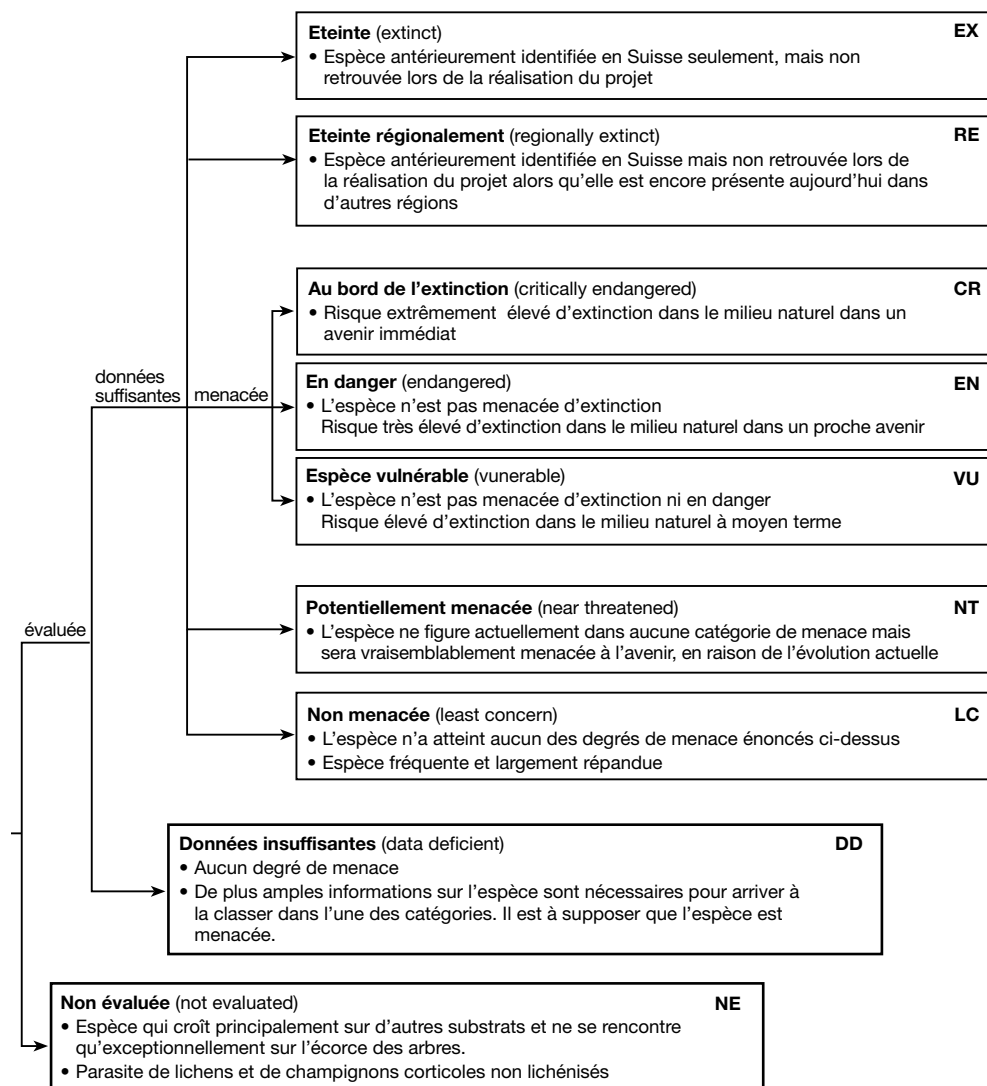 Eteinte (extinct) EX
• Espèce antérieurement identifiée en Suisse seulement, mais non
retrouvée lors de la réalisation du projet
Eteinte régionalement (regionally extinct) RE
• Espèce antérieurement identifiée en Suisse mais non retrouvée lors de
la réalisation du projet alors qu'elle est encore présente aujourd'hui dans
d'autres régions
Au bord de l'extinction (critically endangered) CR
• Risque extrêmement élevé d'extinction dans le milieu naturel dans un
avenir immédiat
données
suffisantes
menacée
En danger (endangered) EN
• L'espèce n'est pas menacée d'extinction
Risque très élevé d'extinction dans le milieu naturel dans un proche avenir
Espèce vulnérable (vunerable) VU
• L'espèce n'est pas menacée d'extinction ni en danger
Risque élevé d'extinction dans le milieu naturel à moyen terme
évaluée
Potentiellement menacée (near threatened) NT
• L'espèce ne figure actuellement dans aucune catégorie de menace mais
sera vraisemblablement menacée à l'avenir, en raison de l'évolution actuelle
Non menacée (least concern) LC
• L'espèce n'a atteint aucun des degrés de menace énoncés ci-dessus
• Espèce fréquente et largement répandue
Données insuffisantes (data deficient) DD
• Aucun degré de menace
• De plus amples informations sur l'espèce sont nécessaires pour arriver à
la classer dans l'une des catégories. Il est à supposer que l'espèce est
menacée.
Non évaluée (not evaluated) NE
• Espèce qui croît principalement sur d'autres substrats et ne se rencontre
qu'exceptionnellement sur l'écorce des arbres.
• Parasite de lichens et de champignons corticoles non lichénisés